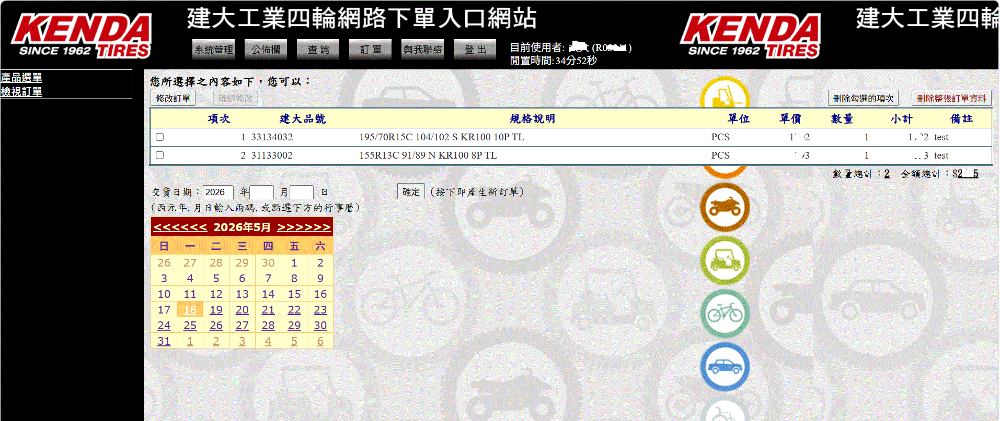 KENDA
SINCE 1962 TIRES
建大工業四輪網路下單入口網站
KENDA
SINCE 1962 TIRES
建大工業四輪
系統管理 公佈欄 查 詢 訂 單 與我聯絡 登 出
目前使用者:
閒置時間:34分52秒
產品選單
檢視訂單
您所選擇之內容如下，您可以：
修改訂單 確認修改 刪除勾選的項次 刪除整張訂單資料
項次 建大品號 規格說明 單位 單價 數量 小計 備註
1 33134032 195/70R15C 104/102 S KR100 10P TL PCS 1 test
2 31133002 155R13C 91/89 N KR100 8P TL PCS 1 test
數量總計：2 金額總計：$
交貨日期：2026 年 月 日 確定 (按下即產生新訂單)
(西元年,月日輸入兩碼,或點選下方的行事曆)
<<<<<< 2026年5月 >>>>>>
日 一 二 三 四 五 六
26 27 28 29 30 1 2
3 4 5 6 7 8 9
10 11 12 13 14 15 16
17 18 19 20 21 22 23
24 25 26 27 28 29 30
31 1 2 3 4 5 6